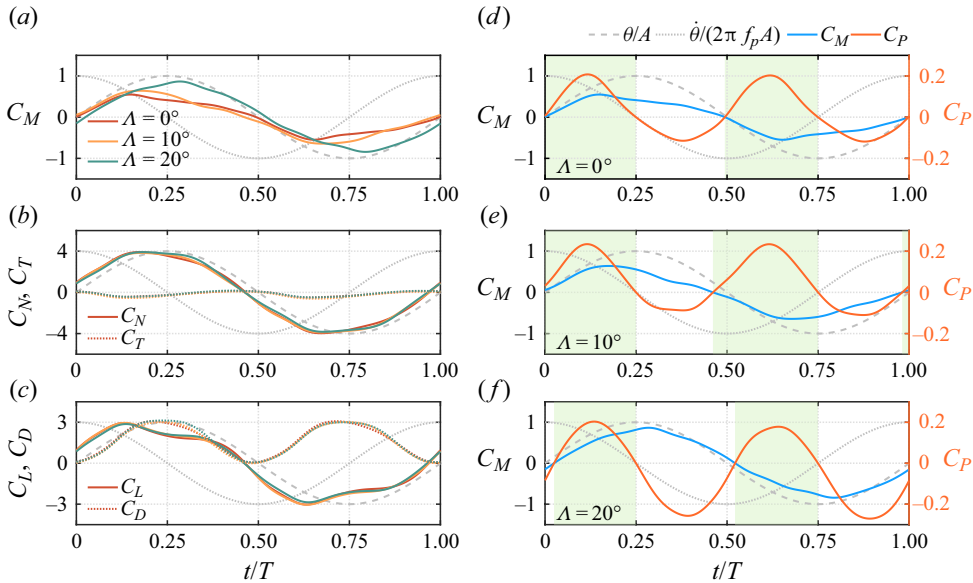 (a)
C_M
1
0
−1
Λ = 0°
Λ = 10°
Λ = 20°
0
0.25
0.50
0.75
1.00
(b)
C_N, C_T
4
0
−4
C_N
C_T
0
0.25
0.50
0.75
1.00
(c)
C_L, C_D
3
0
−3
C_L
C_D
0
0.25
0.50
0.75
1.00
t/T
(d)
θ/A
θ̇/(2π f_pA)
C_M
C_P
C_M
1
0
−1
Λ = 0°
0.2
0
−0.2
C_P
0
0.25
0.50
0.75
1.00
(e)
C_M
1
0
−1
Λ = 10°
0.2
0
−0.2
C_P
0
0.25
0.50
0.75
1.00
(f)
C_M
1
0
−1
Λ = 20°
0.2
0
−0.2
C_P
0
0.25
0.50
0.75
1.00
t/T